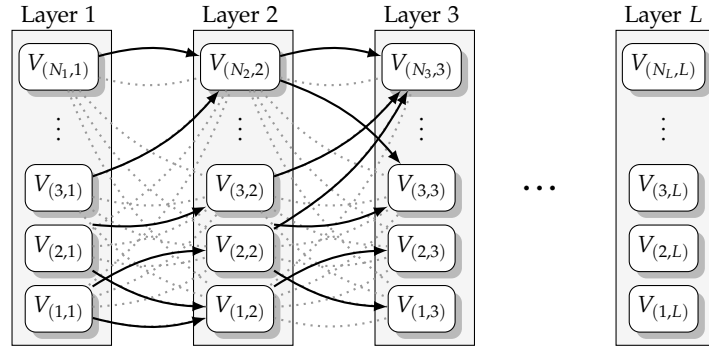 Layer 1 Layer 2 Layer 3 Layer L
V(N1,1) V(N2,2) V(N3,3) V(NL,L)
⋮ ⋮ ⋮ ⋮
V(3,1) V(3,2) V(3,3) ... V(3,L)
V(2,1) V(2,2) V(2,3) V(2,L)
V(1,1) V(1,2) V(1,3) V(1,L)